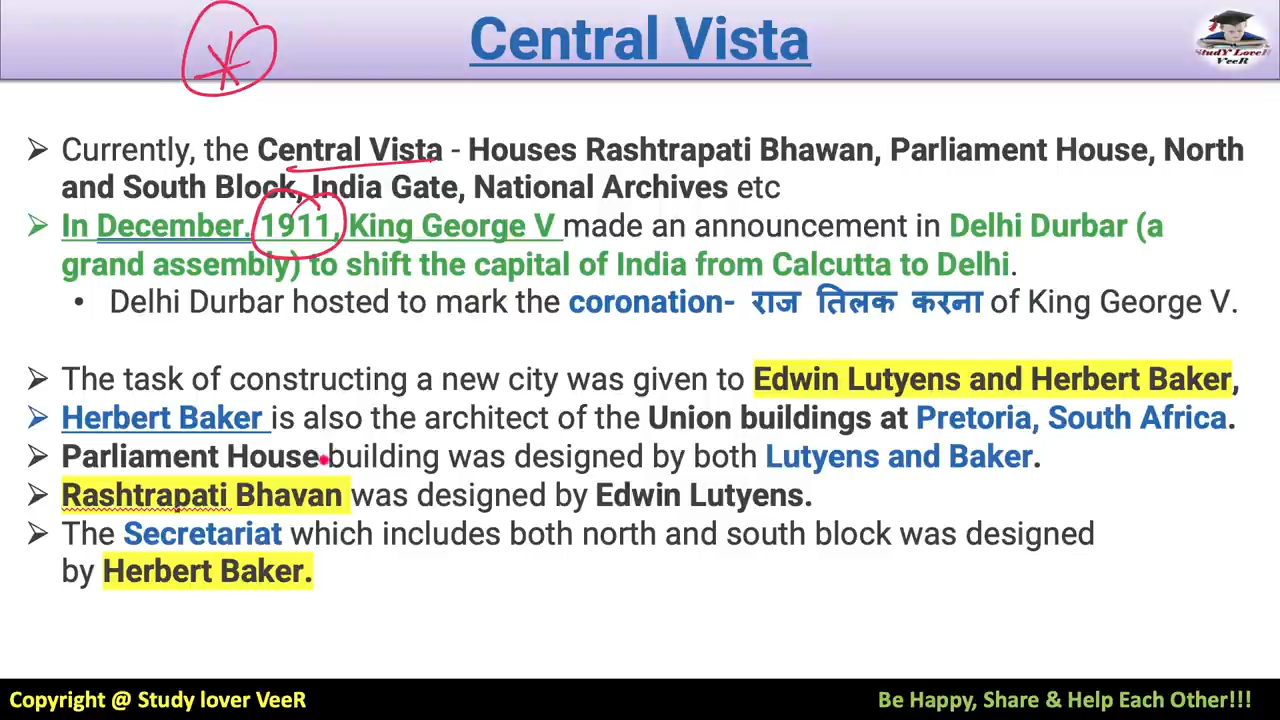 Central Vista
StudY LoveR
VeeR
➢ Currently, the Central Vista - Houses Rashtrapati Bhawan, Parliament House, North
and South Block, India Gate, National Archives etc
➢ In December. 1911, King George V made an announcement in Delhi Durbar (a
grand assembly) to shift the capital of India from Calcutta to Delhi.
• Delhi Durbar hosted to mark the coronation- राज तिलक करना of King George V.
➢ The task of constructing a new city was given to Edwin Lutyens and Herbert Baker,
➢ Herbert Baker is also the architect of the Union buildings at Pretoria, South Africa.
➢ Parliament House building was designed by both Lutyens and Baker.
➢ Rashtrapati Bhavan was designed by Edwin Lutyens.
➢ The Secretariat which includes both north and south block was designed
by Herbert Baker.
Copyright @ Study lover VeeR
Be Happy, Share & Help Each Other!!!